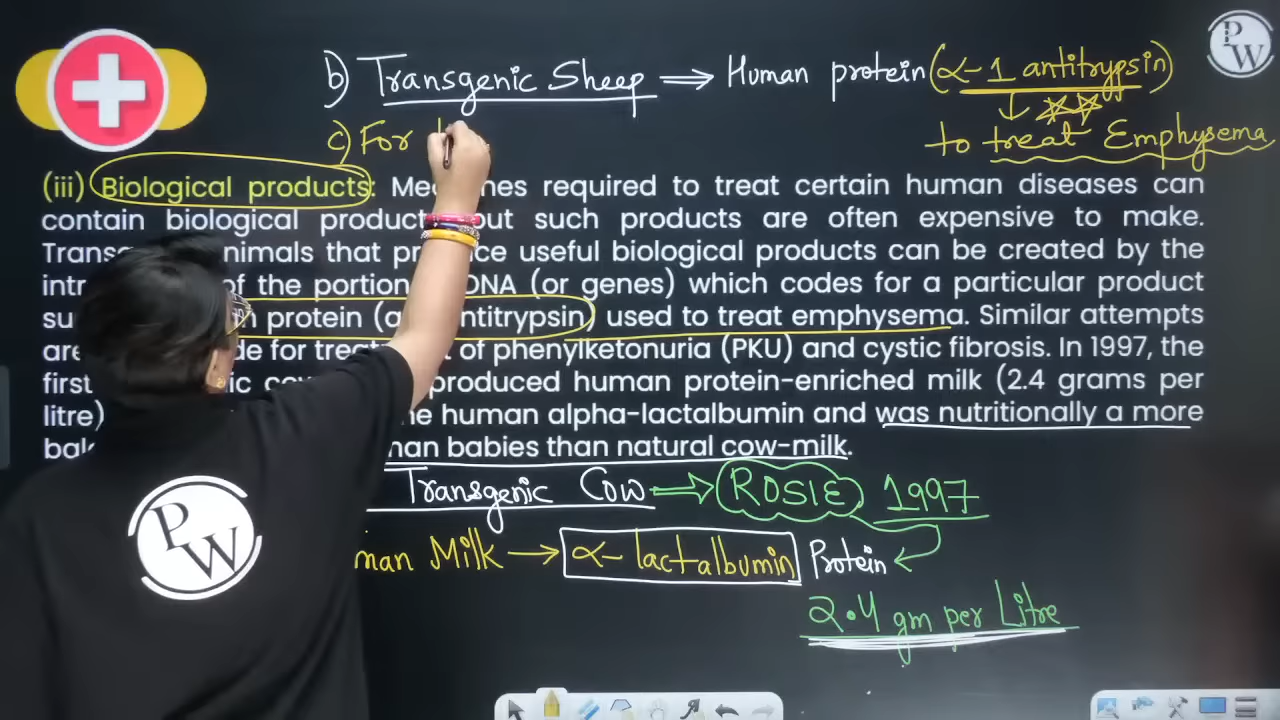 PW
b) Transgenic Sheep ⟹ Human protein (α-1 antitrypsin)
↓
to treat Emphysema
c) For
(iii) Biological products: nes required to treat certain human diseases can
contain biological product ut such products are often expensive to make.
Trans nimals that pr ce useful biological products can be created by the
int of the portion DNA (or genes) which codes for a particular product
su protein (a ntitrypsin) used to treat emphysema. Similar attempts
are de for trea t of phenylketonuria (PKU) and cystic fibrosis. In 1997, the
first ic co produced human protein-enriched milk (2.4 grams per
litre) e human alpha-lactalbumin and was nutritionally a more
bal man babies than natural cow-milk.
Transgenic Cow ⟹ ROSIE 1997
man Milk → α- lactalbumin Protein
2.4 gm per Litre
PW